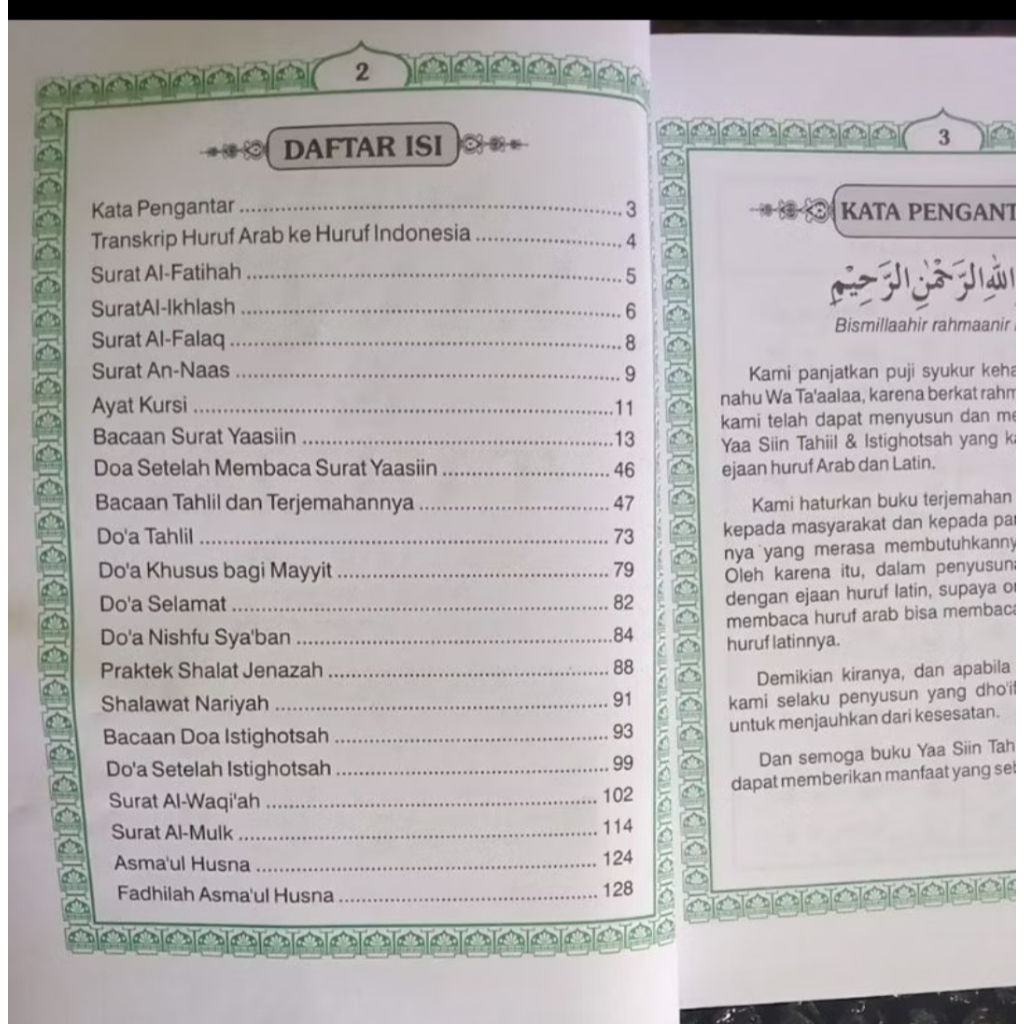 2
DAFTAR ISI
Kata Pengantar ........ 3
Transkrip Huruf Arab ke Huruf Indonesia ........ 4
Surat Al-Fatihah ........ 5
SuratAl-Ikhlash ........ 6
Surat Al-Falaq ........ 8
Surat An-Naas ........ 9
Ayat Kursi ........ 11
Bacaan Surat Yaasiin ........ 13
Doa Setelah Membaca Surat Yaasiin ........ 46
Bacaan Tahlil dan Terjemahannya ........ 47
Do'a Tahlil ........ 73
Do'a Khusus bagi Mayyit ........ 79
Do'a Selamat ........ 82
Do'a Nishfu Sya'ban ........ 84
Praktek Shalat Jenazah ........ 88
Shalawat Nariyah ........ 91
Bacaan Doa Istighotsah ........ 93
Do'a Setelah Istighotsah ........ 99
Surat Al-Waqi'ah ........ 102
Surat Al-Mulk ........ 114
Asma'ul Husna ........ 124
Fadhilah Asma'ul Husna ........ 128
3
KATA PENGANT
اللهِ الرَّحْمٰنِ الرَّحِيْمِ
Bismillaahir rahmaanir
Kami panjatkan puji syukur keha
nahu Wa Ta'aalaa, karena berkat rahm
kami telah dapat menyusun dan me
Yaa Siin Tahiil & Istighotsah yang ka
ejaan huruf Arab dan Latin.
Kami haturkan buku terjemahan
kepada masyarakat dan kepada par
nya yang merasa membutuhkanny
Oleh karena itu, dalam penyusuna
dengan ejaan huruf latin, supaya or
membaca huruf arab bisa membaca
huruf latinnya.
Demikian kiranya, dan apabila
kami selaku penyusun yang dho'if
untuk menjauhkan dari kesesatan.
Dan semoga buku Yaa Siin Tah
dapat memberikan manfaat yang seb